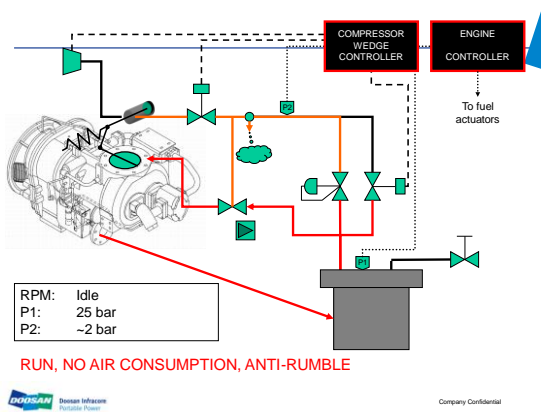 COMPRESSOR
WEDGE
CONTROLLER
ENGINE
CONTROLLER
P2
To fuel
actuators
P1
RPM: Idle
P1: 25 bar
P2: ~2 bar
RUN, NO AIR CONSUMPTION, ANTI-RUMBLE
DOOSAN Doosan Infracore
Portable Power
Company Confidential